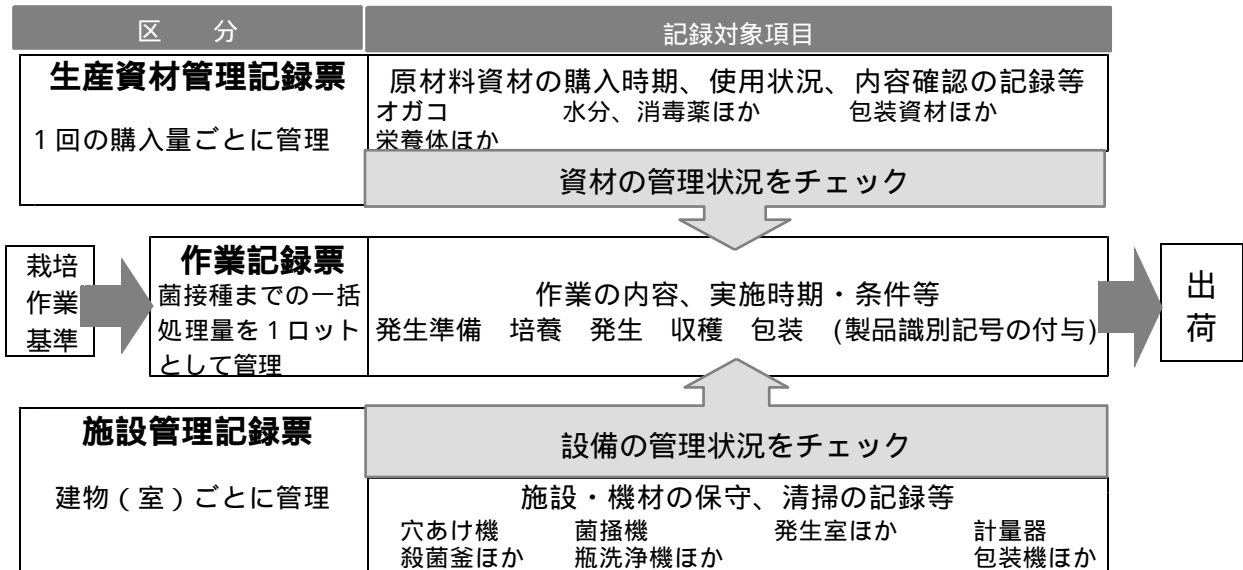 区　分
記録対象項目
生産資材管理記録票
1回の購入量ごとに管理
原材料資材の購入時期、使用状況、内容確認の記録等
オガコ　水分、消毒薬ほか　包装資材ほか
栄養体ほか
資材の管理状況をチェック
栽培
作業
基準
作業記録票
菌接種までの一括
処理量を1ロット
として管理
作業の内容、実施時期・条件等
発生準備　培養　発生　収穫　包装　(製品識別記号の付与)
出
荷
施設管理記録票
建物（室）ごとに管理
設備の管理状況をチェック
施設・機材の保守、清掃の記録等
穴あけ機　菌掻機　発生室ほか　計量器
殺菌釜ほか　瓶洗浄機ほか　包装機ほか